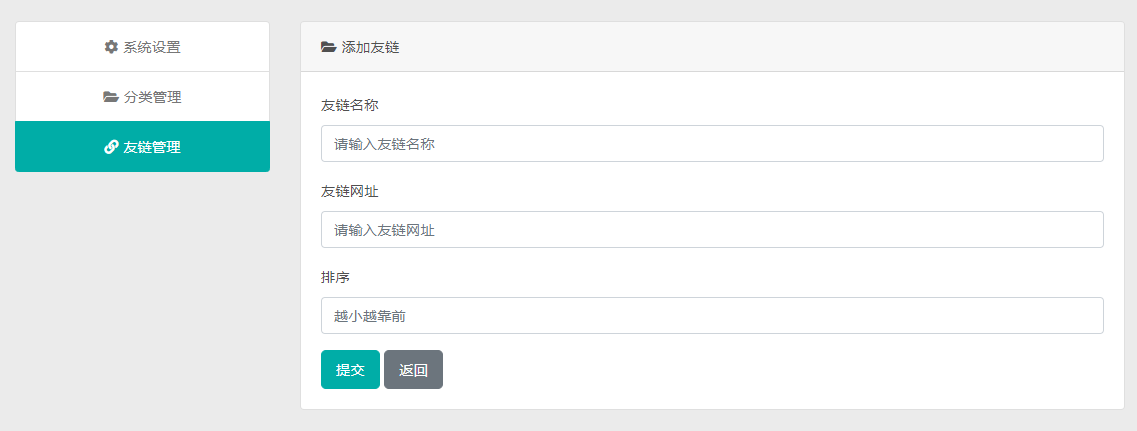 系统设置
分类管理
友链管理
添加友链
友链名称
请输入友链名称
友链网址
请输入友链网址
排序
越小越靠前
提交 返回